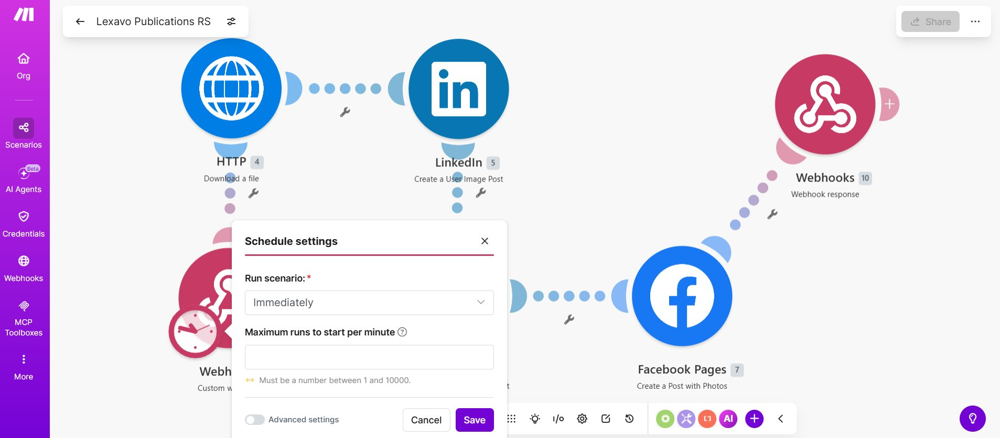 Lexavo Publications RS
Share
Org
Scenarios
Beta
AI Agents
Credentials
Webhooks
MCP
Toolboxes
More
HTTP 4
Download a file
in
LinkedIn 5
Create a User Image Post
Webhooks 10
Webhook response
Webh
Custom w
Schedule settings
Run scenario: *
Immediately
Maximum runs to start per minute ?
Must be a number between 1 and 10000.
Advanced settings
Cancel
Save
t
f
Facebook Pages 7
Create a Post with Photos
I/o
AI